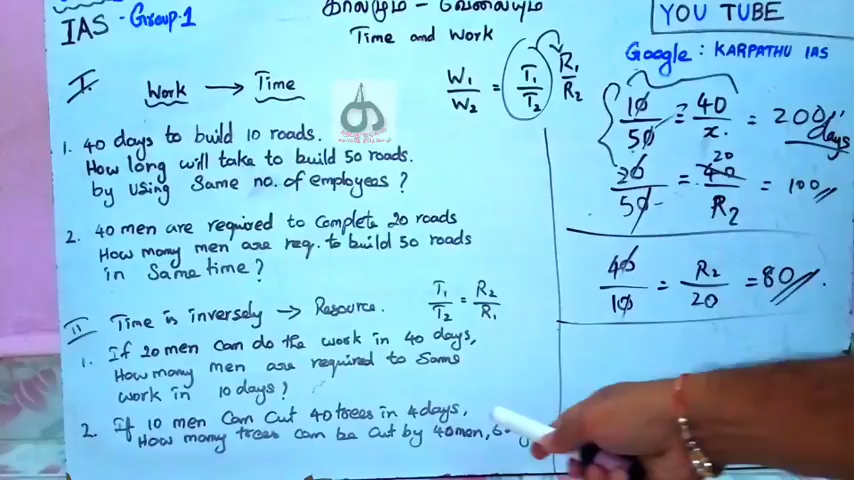 IAS - Group-1
காலமும் - வேலையும்
Time and Work
YOU TUBE
Google : KARPATHU IAS
I. Work → Time
W1/W2 = T1/T2 R1/R2
1. 40 days to build 10 roads.
How long will take to build 50 roads.
by using Same no. of employees ?
2. 40 men are required to Complete 20 roads
How many men are req. to build 50 roads
in Same time ?
II Time is inversely → Resource.
T1/T2 = R2/R1
1. If 20 men can do the work in 40 days,
How many men are required to Same
work in 10 days ?
2. If 10 men Can Cut 40 trees in 4 days,
How many trees can be Cut by 40 men,
10/50 = 40/x = 200 days
20/50 = 40/R2 = 100
20
40/10 = R2/20 = 80